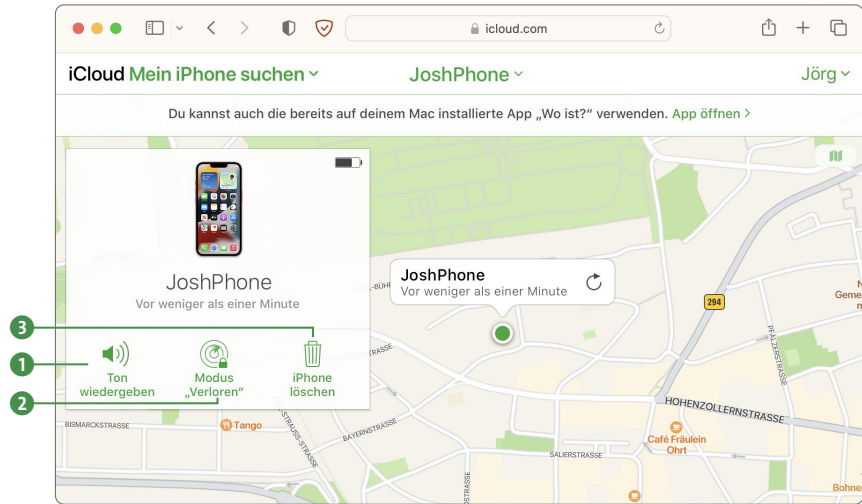 icloud.com
iCloud Mein iPhone suchen
JoshPhone
Jörg
Du kannst auch die bereits auf deinem Mac installierte App „Wo ist?“ verwenden. App öffnen >
JoshPhone
Vor weniger als einer Minute
JoshPhone
Vor weniger als einer Minute
294
Geme
3
1
2
Ton
wiedergeben
Modus
„Verloren“
iPhone
löschen
PFÄLZERSTRASSE
HOHENZOLLERNSTRASSE
BISMARCKSTRASSE
Tango
BAYERNSTRASSE
Café Fräulein
Ohrt
SALIERSTRASSE
Bohne